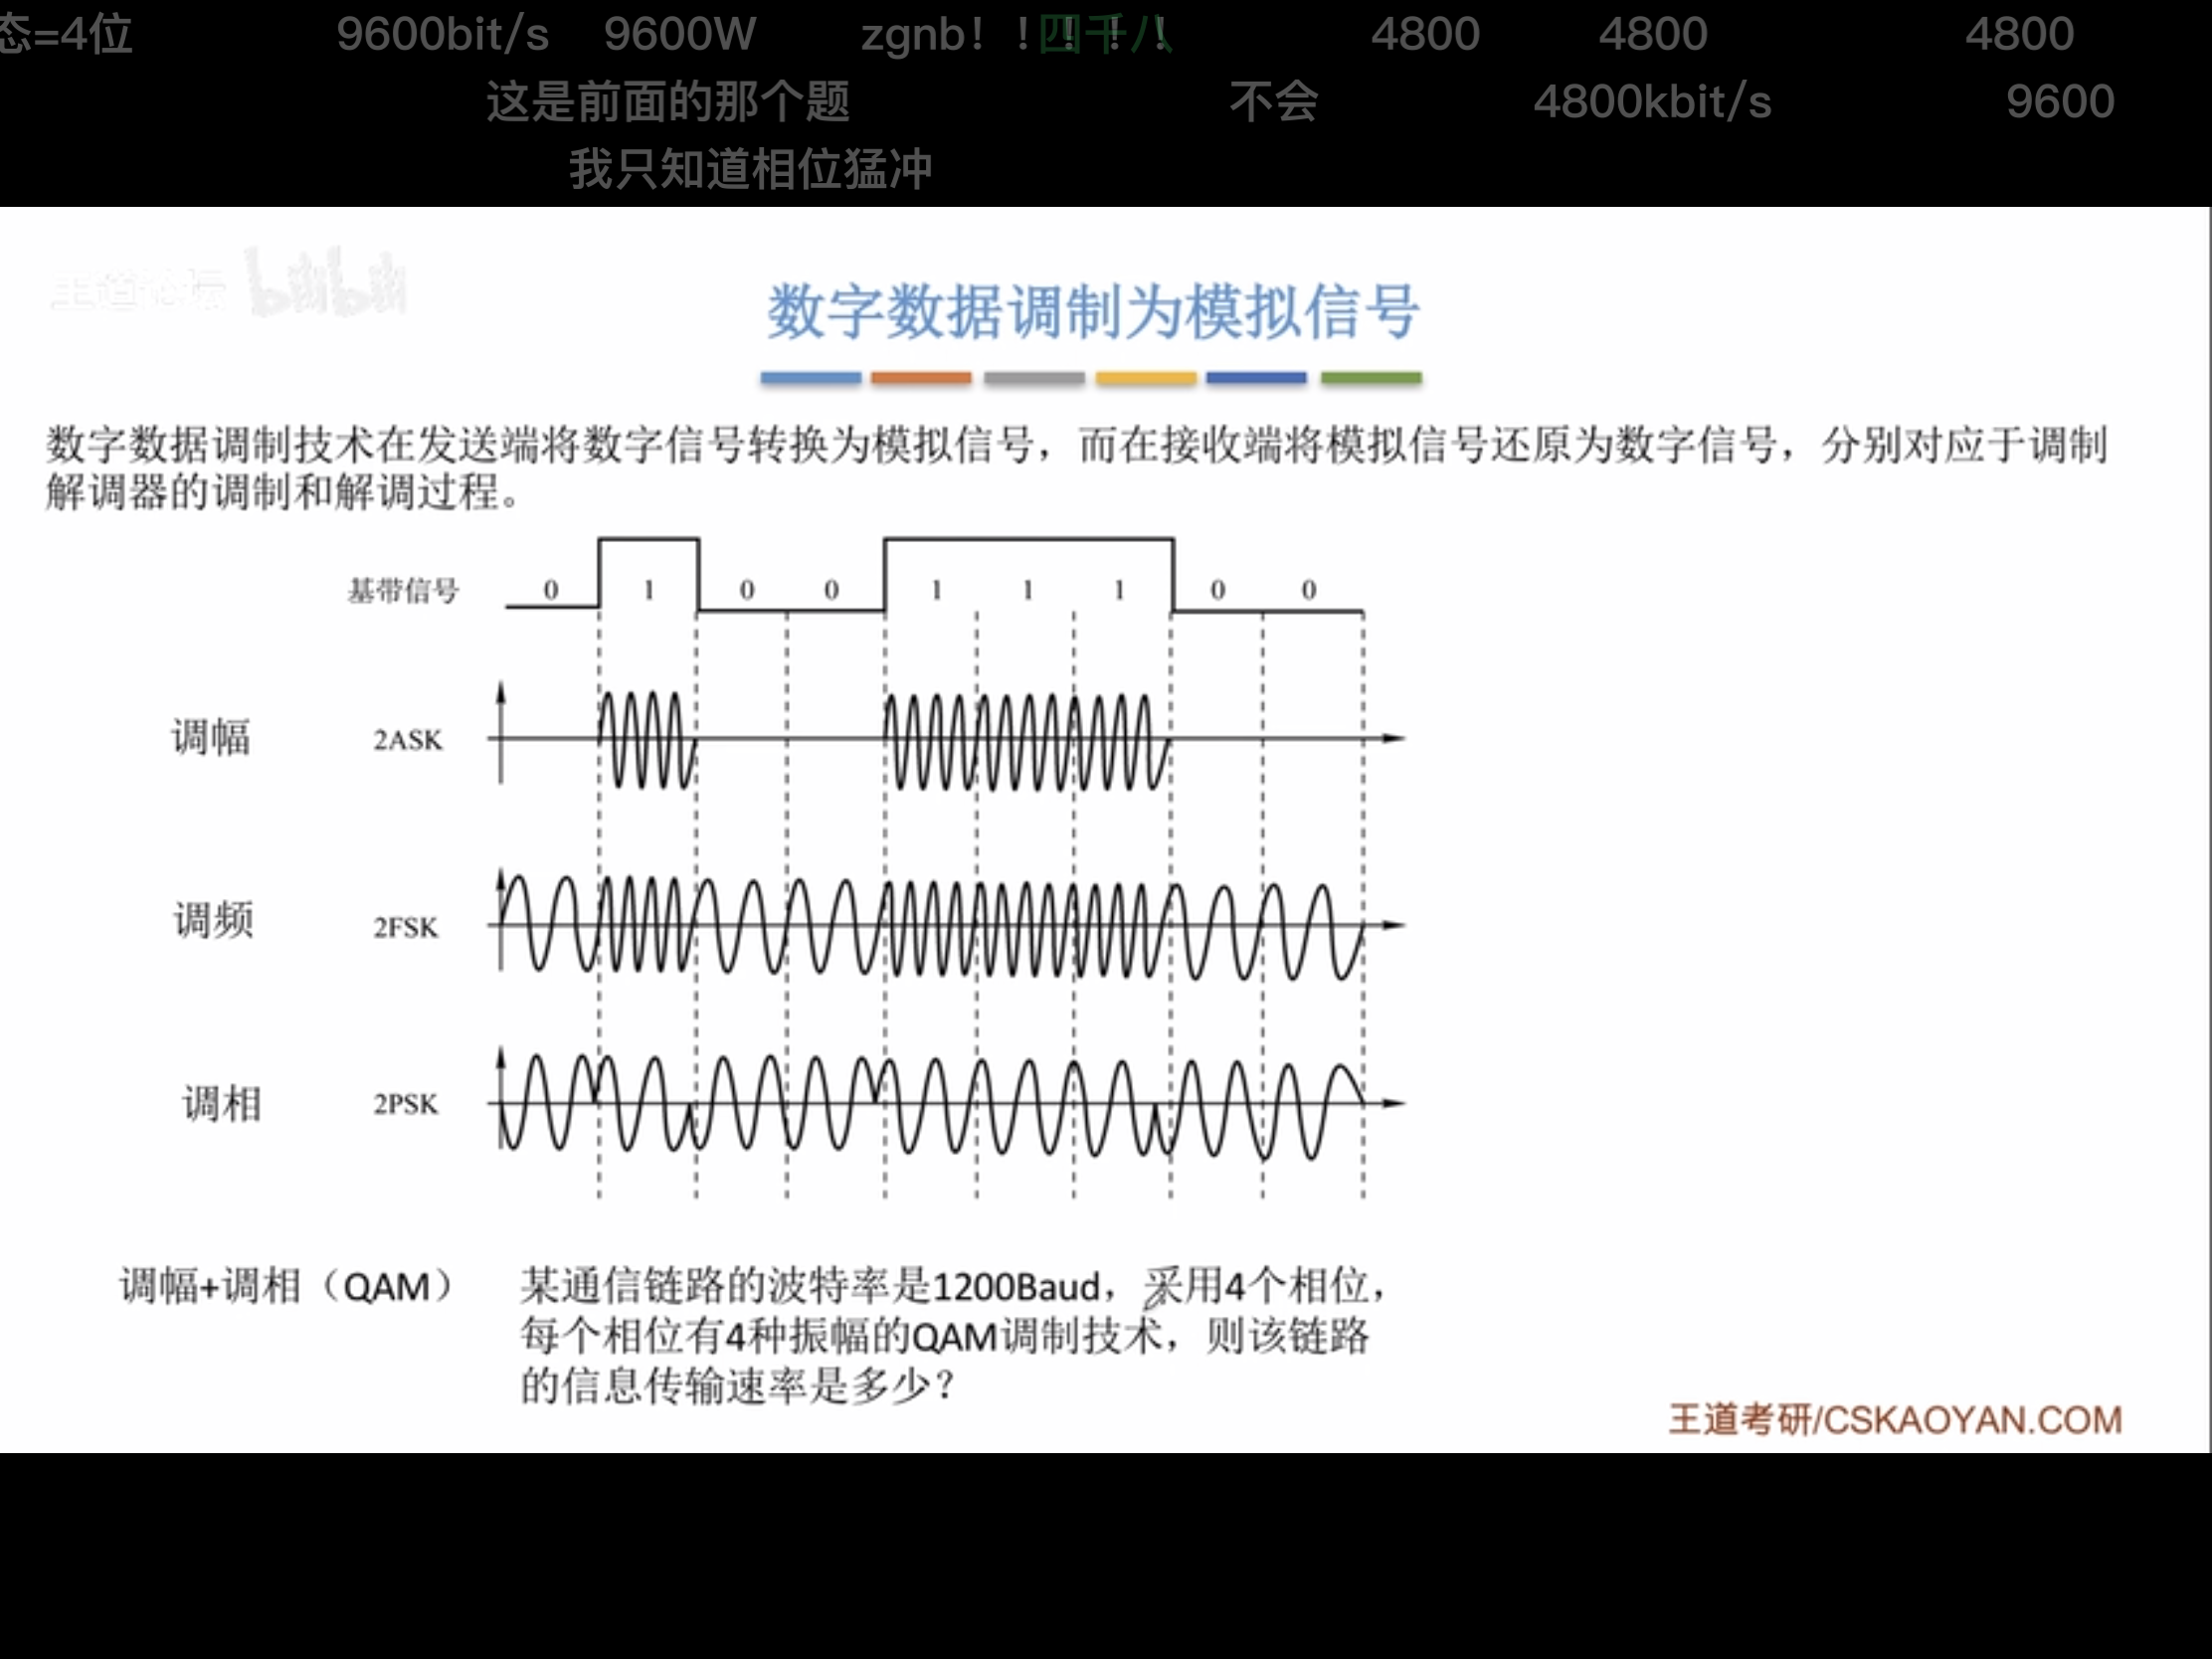 态=4位 9600bit/s 9600W zgnb！！！！！ 四千八 4800 4800 4800
这是前面的那个题 不会 4800kbit/s 9600
我只知道相位猛冲
王道论坛 bilibili
数字数据调制为模拟信号
数字数据调制技术在发送端将数字信号转换为模拟信号，而在接收端将模拟信号还原为数字信号，分别对应于调制
解调器的调制和解调过程。
基带信号 0 1 0 0 1 1 1 0 0
调幅 2ASK
调频 2FSK
调相 2PSK
调幅+调相（QAM） 某通信链路的波特率是1200Baud，采用4个相位，
每个相位有4种振幅的QAM调制技术，则该链路
的信息传输速率是多少？
王道考研/CSKAOYAN.COM